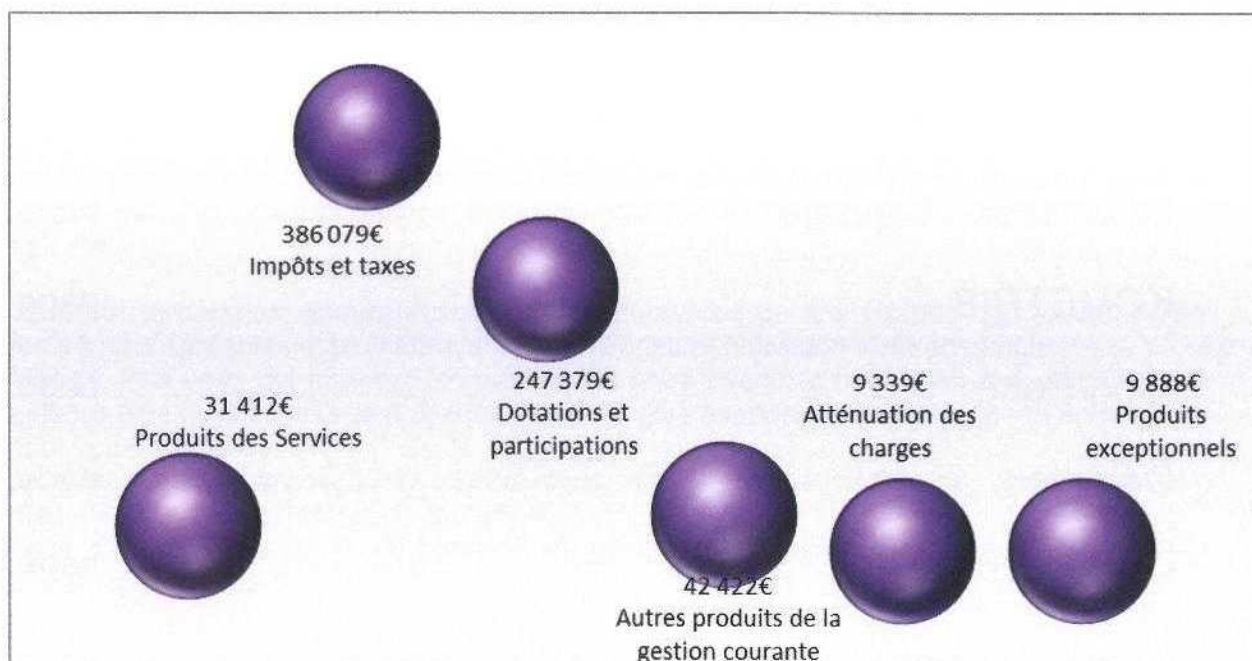 386 079€
Impôts et taxes
247 379€
Dotations et
participations
31 412€
Produits des Services
9 339€
Atténuation des
charges
9 888€
Produits
exceptionnels
42 422€
Autres produits de la
gestion courante